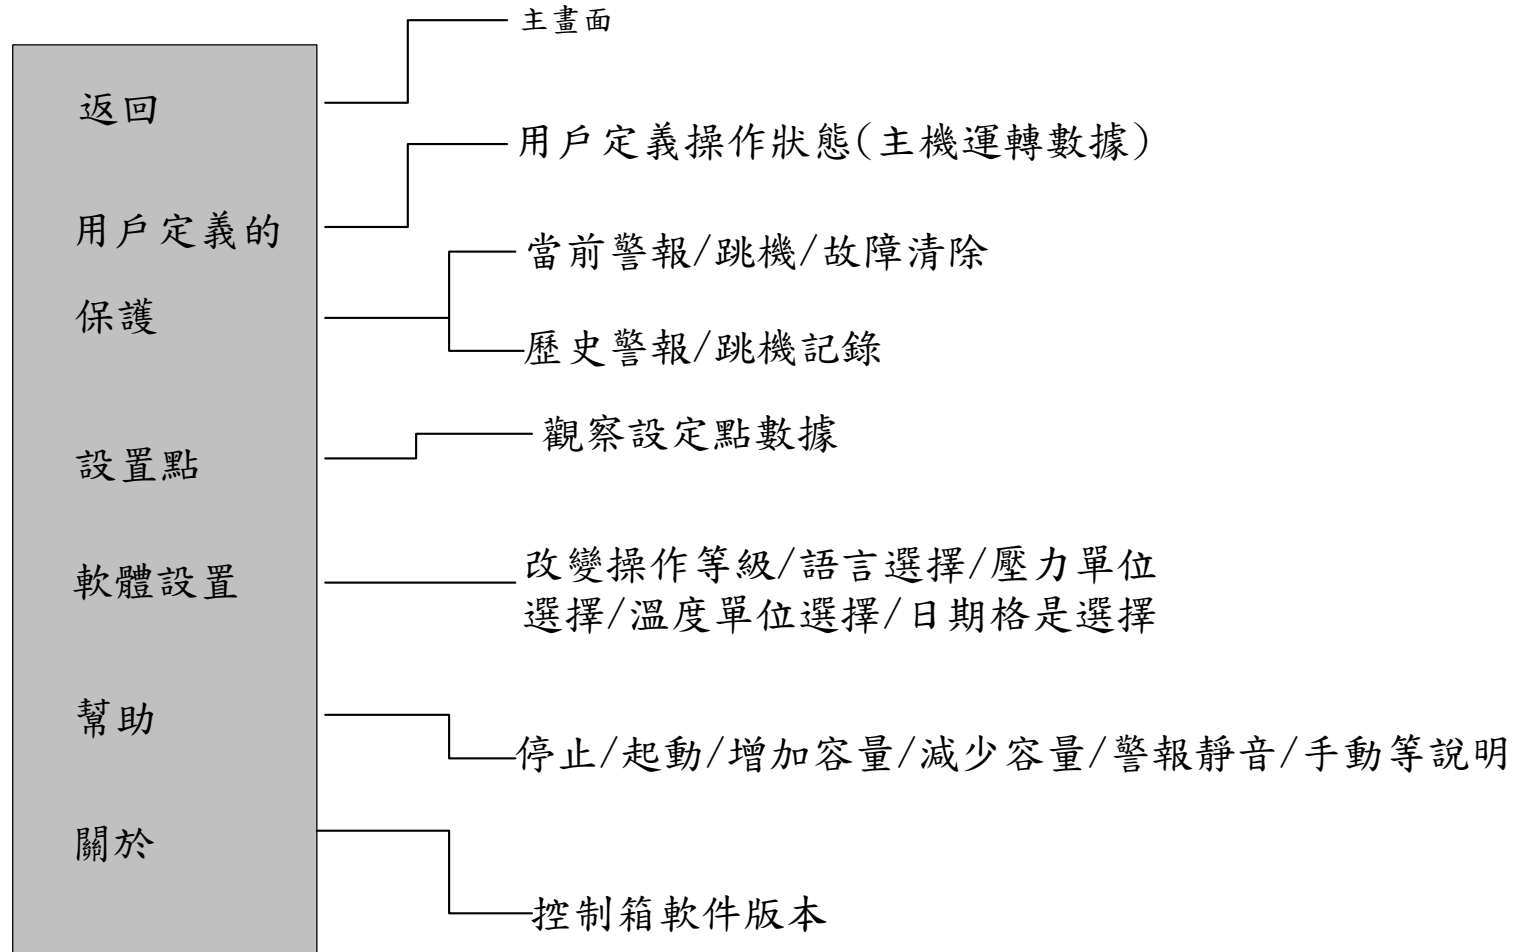 主畫面
返回
用戶定義操作狀態(主機運轉數據)
用戶定義的
當前警報/跳機/故障清除
保護
歷史警報/跳機記錄
觀察設定點數據
設置點
改變操作等級/語言選擇/壓力單位
選擇/溫度單位選擇/日期格是選擇
軟體設置
幫助
停止/起動/增加容量/減少容量/警報靜音/手動等說明
關於
控制箱軟件版本